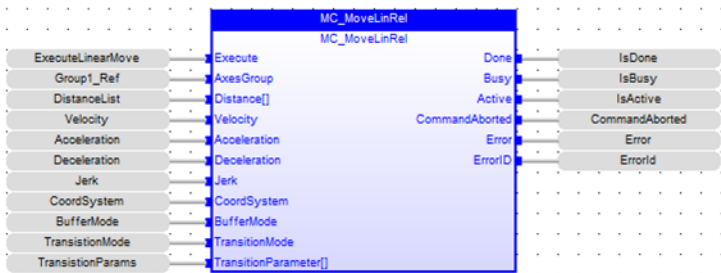 MC_MoveLinRel
MC_MoveLinRel
ExecuteLinearMove Execute Done IsDone
Group1_Ref AxesGroup Busy IsBusy
DistanceList Distance[] Active IsActive
Velocity Velocity CommandAborted CommandAborted
Acceleration Acceleration Error Error
Deceleration Deceleration ErrorID ErrorId
Jerk Jerk
CoordSystem CoordSystem
BufferMode BufferMode
TransistionMode TransitionMode
TransistionParams TransitionParameter[]